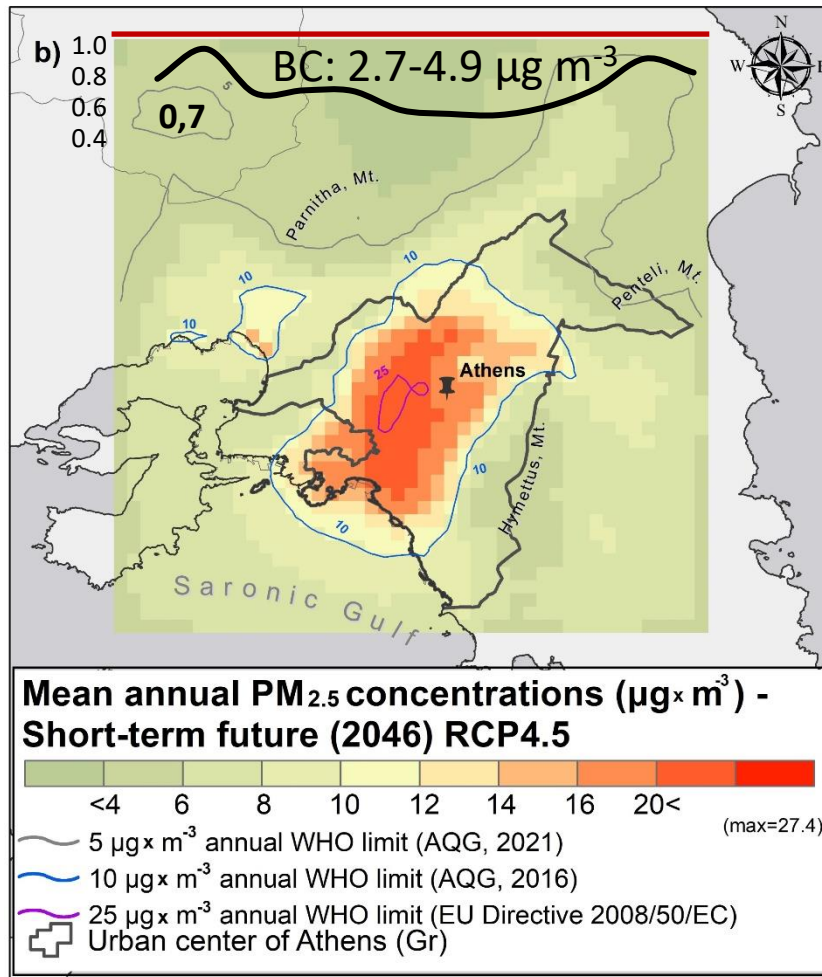 b)
1.0
0.8
0.6
0.4
BC: 2.7-4.9 µg m⁻³
N
W
E
S
5
0,7
Parnitha, Mt.
Penteli, Mt.
10
10
10
Athens
25
10
10
Hymettus, Mt.
Saronic Gulf
Mean annual PM₂.₅ concentrations (µg× m⁻³) -
Short-term future (2046) RCP4.5
<4 6 8 10 12 14 16 20<
(max=27.4)
5 µg× m⁻³ annual WHO limit (AQG, 2021)
10 µg× m⁻³ annual WHO limit (AQG, 2016)
25 µg× m⁻³ annual WHO limit (EU Directive 2008/50/EC)
Urban center of Athens (Gr)